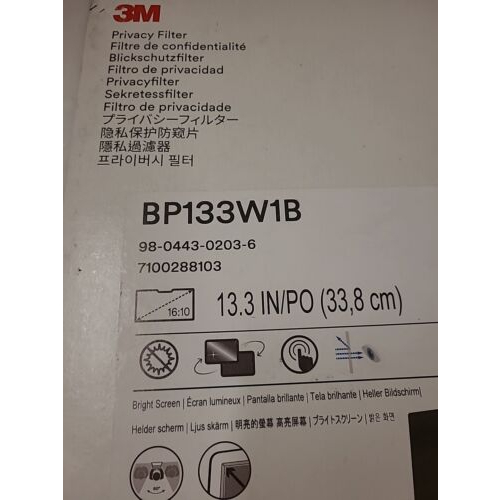 3M
Privacy Filter
Filtre de confidentialité
Blickschutzfilter
Filtro de privacidad
Privacyfilter
Sekretessfilter
Filtro de privacidade
プライバシーフィルター
隐私保护防窥片
隱私過濾器
프라이버시 필터
BP133W1B
98-0443-0203-6
7100288103
16:10
13.3 IN/PO (33,8 cm)
Bright Screen | Écran lumineux | Pantalla brillante | Tela brilhante | Heller Bildschirm|
Helder scherm | Ljus skärm | 明亮的螢幕 高亮屏幕 | ブライトスクリーン | 밝은 화면
60°